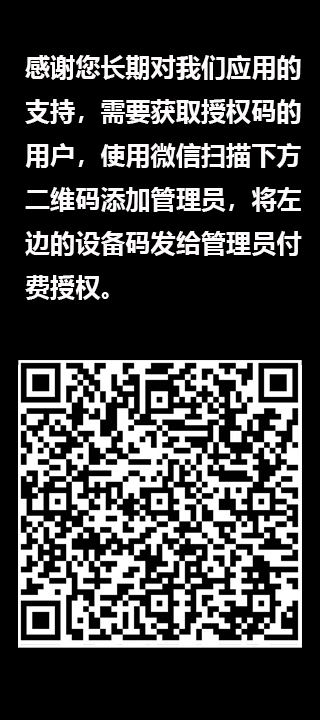 感谢您长期对我们应用的
支持，需要获取授权码的
用户，使用微信扫描下方
二维码添加管理员，将左
边的设备码发给管理员付
费授权。